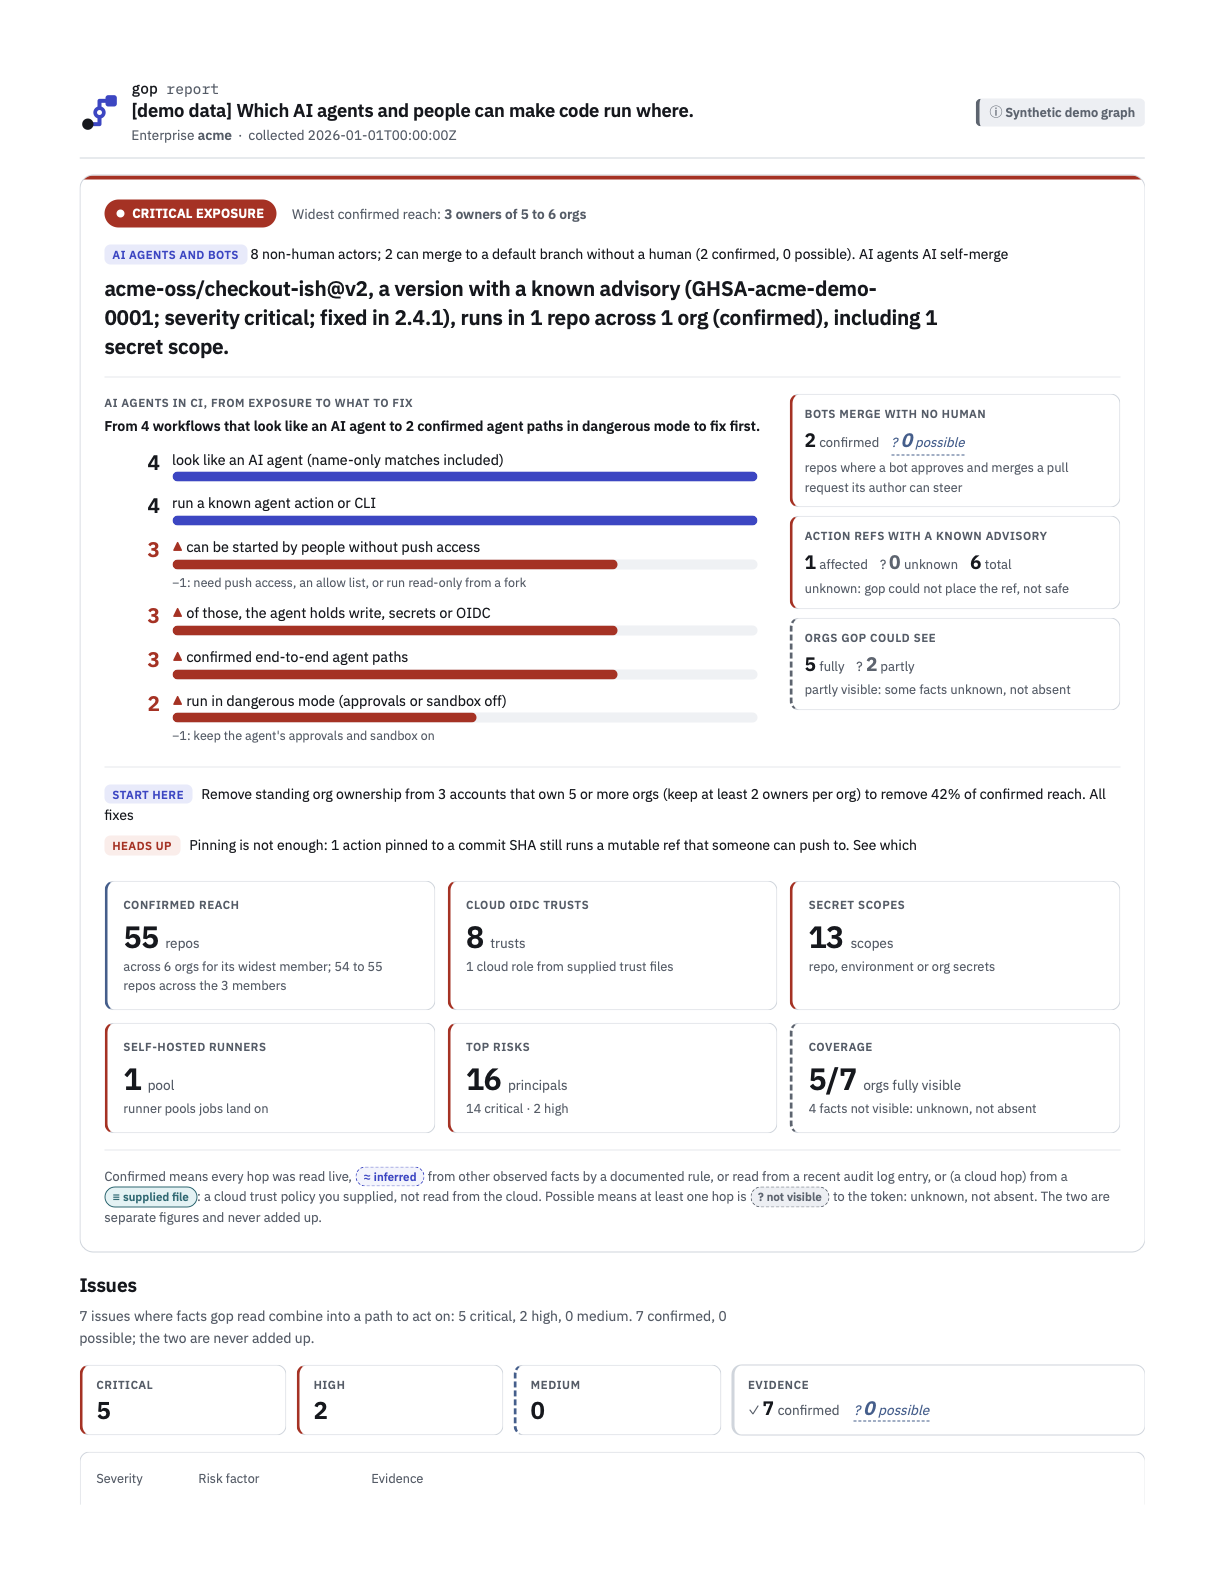 gop report
[demo data] Which AI agents and people can make code run where.
Enterprise acme · collected 2026-01-01T00:00:00Z
ⓘ Synthetic demo graph
CRITICAL EXPOSURE
Widest confirmed reach: 3 owners of 5 to 6 orgs
AI AGENTS AND BOTS 8 non-human actors; 2 can merge to a default branch without a human (2 confirmed, 0 possible). AI agents AI self-merge
acme-oss/checkout-ish@v2, a version with a known advisory (GHSA-acme-demo-
0001; severity critical; fixed in 2.4.1), runs in 1 repo across 1 org (confirmed), including 1
secret scope.
AI AGENTS IN CI, FROM EXPOSURE TO WHAT TO FIX
From 4 workflows that look like an AI agent to 2 confirmed agent paths in dangerous mode to fix first.
4 look like an AI agent (name-only matches included)
4 run a known agent action or CLI
3 ▲ can be started by people without push access
−1: need push access, an allow list, or run read-only from a fork
3 ▲ of those, the agent holds write, secrets or OIDC
3 ▲ confirmed end-to-end agent paths
2 ▲ run in dangerous mode (approvals or sandbox off)
−1: keep the agent's approvals and sandbox on
BOTS MERGE WITH NO HUMAN
2 confirmed ? 0 possible
repos where a bot approves and merges a pull
request its author can steer
ACTION REFS WITH A KNOWN ADVISORY
1 affected ? 0 unknown 6 total
unknown: gop could not place the ref, not safe
ORGS GOP COULD SEE
5 fully ? 2 partly
partly visible: some facts unknown, not absent
START HERE Remove standing org ownership from 3 accounts that own 5 or more orgs (keep at least 2 owners per org) to remove 42% of confirmed reach. All
fixes
HEADS UP Pinning is not enough: 1 action pinned to a commit SHA still runs a mutable ref that someone can push to. See which
CONFIRMED REACH
55 repos
across 6 orgs for its widest member; 54 to 55
repos across the 3 members
CLOUD OIDC TRUSTS
8 trusts
1 cloud role from supplied trust files
SECRET SCOPES
13 scopes
repo, environment or org secrets
SELF-HOSTED RUNNERS
1 pool
runner pools jobs land on
TOP RISKS
16 principals
14 critical · 2 high
COVERAGE
5/7 orgs fully visible
4 facts not visible: unknown, not absent
Confirmed means every hop was read live, ≈ inferred from other observed facts by a documented rule, or read from a recent audit log entry, or (a cloud hop) from a
≡ supplied file: a cloud trust policy you supplied, not read from the cloud. Possible means at least one hop is ? not visible to the token: unknown, not absent. The two are
separate figures and never added up.
Issues
7 issues where facts gop read combine into a path to act on: 5 critical, 2 high, 0 medium. 7 confirmed, 0
possible; the two are never added up.
CRITICAL
5
HIGH
2
MEDIUM
0
EVIDENCE
✓ 7 confirmed ? 0 possible
Severity Risk factor Evidence